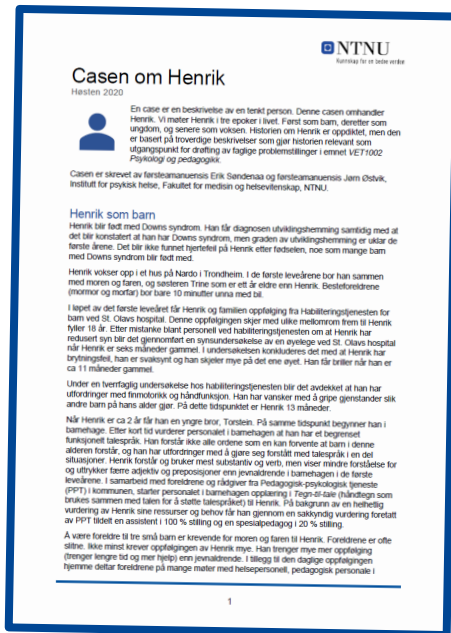 NTNU
Kunnskap for en bedre verden
Casen om Henrik
Høsten 2020
En case er en beskrivelse av en tenkt person. Denne casen omhandler
Henrik. Vi møter Henrik i tre epoker i livet. Først som barn, deretter som
ungdom, og senere som voksen. Historien om Henrik er oppdiktet, men den
er basert på troverdige beskrivelser som gjør historien relevant som
utgangspunkt for drøfting av faglige problemstillinger i emnet VET1002
Psykologi og pedagogikk.
Casen er skrevet av førsteamanuensis Erik Søndenaa og førsteamanuensis Jørn Østvik,
Institutt for psykisk helse, Fakultet for medisin og helsevitenskap, NTNU.
Henrik som barn
Henrik blir født med Downs syndrom. Han får diagnosen utviklingshemming samtidig med at
det blir konstatert at han har Downs syndrom, men graden av utviklingshemming er uklar de
første årene. Det blir ikke funnet hjertefeil på Henrik etter fødselen, noe som mange barn
med Downs syndrom blir født med.
Henrik vokser opp i et hus på Nardo i Trondheim. I de første leveårene bor han sammen
med moren og faren, og søsteren Trine som er ett år eldre enn Henrik. Besteforeldrene
(mormor og morfar) bor bare 10 minutter unna med bil.
I løpet av det første leveåret får Henrik og familien oppfølging fra Habiliteringstjenesten for
barn ved St. Olavs hospital. Denne oppfølgingen skjer med ulike mellomrom frem til Henrik
fyller 18 år. Etter mistanke blant personell ved habiliteringstjenesten om at Henrik har
redusert syn blir det gjennomført en synsundersøkelse av en øyelege ved St. Olavs hospital
når Henrik er seks måneder gammel. I undersøkelsen konkluderes det med at Henrik har
brytningsfeil, han er svaksynt og han skjeler mye på det ene øyet. Han får briller når han er
ca 11 måneder gammel.
Under en tverrfaglig undersøkelse hos habiliteringstjenesten blir det avdekket at han har
utfordringer med finmotorikk og håndfunksjon. Han har vansker med å gripe gjenstander slik
andre barn på hans alder gjør. På dette tidspunktet er Henrik 13 måneder.
Når Henrik er ca 2 år får han en yngre bror, Torstein. På samme tidspunkt begynner han i
barnehage. Etter kort tid vurderer personalet i barnehagen at han har et begrenset
funksjonelt talespråk. Han forstår ikke alle ordene som en kan forvente at barn i denne
alderen forstår, og han har utfordringer med å gjøre seg forstått med talespråk i en del
situasjoner. Henrik forstår og bruker mest substantiv og verb, men viser mindre forståelse for
og uttrykker færre adjektiv og preposisjoner enn jevnaldrende i barnehagen i de første
leveårene. I samarbeid med foreldrene og rådgiver fra Pedagogisk-psykologisk tjeneste
(PPT) i kommunen, starter personalet i barnehagen opplæring i Tegn-til-tale (håndtegn som
brukes sammen med talen for å støtte talespråket) til Henrik. På bakgrunn av en helhetlig
vurdering av Henrik sine ressurser og behov får han gjennom en sakkyndig vurdering foretatt
av PPT tildelt en assistent i 100 % stilling og en spesialpedagog i 20 % stilling.
Å være foreldre til tre små barn er krevende for moren og faren til Henrik. Foreldrene er ofte
slitne. Ikke minst krever oppfølgingen av Henrik mye. Han trenger mye mer oppfølging
(trenger lengre tid og mer hjelp) enn jevnaldrende. I tillegg til den daglige oppfølgingen
hjemme deltar foreldrene på mange møter med helsepersonell, pedagogisk personale i
1